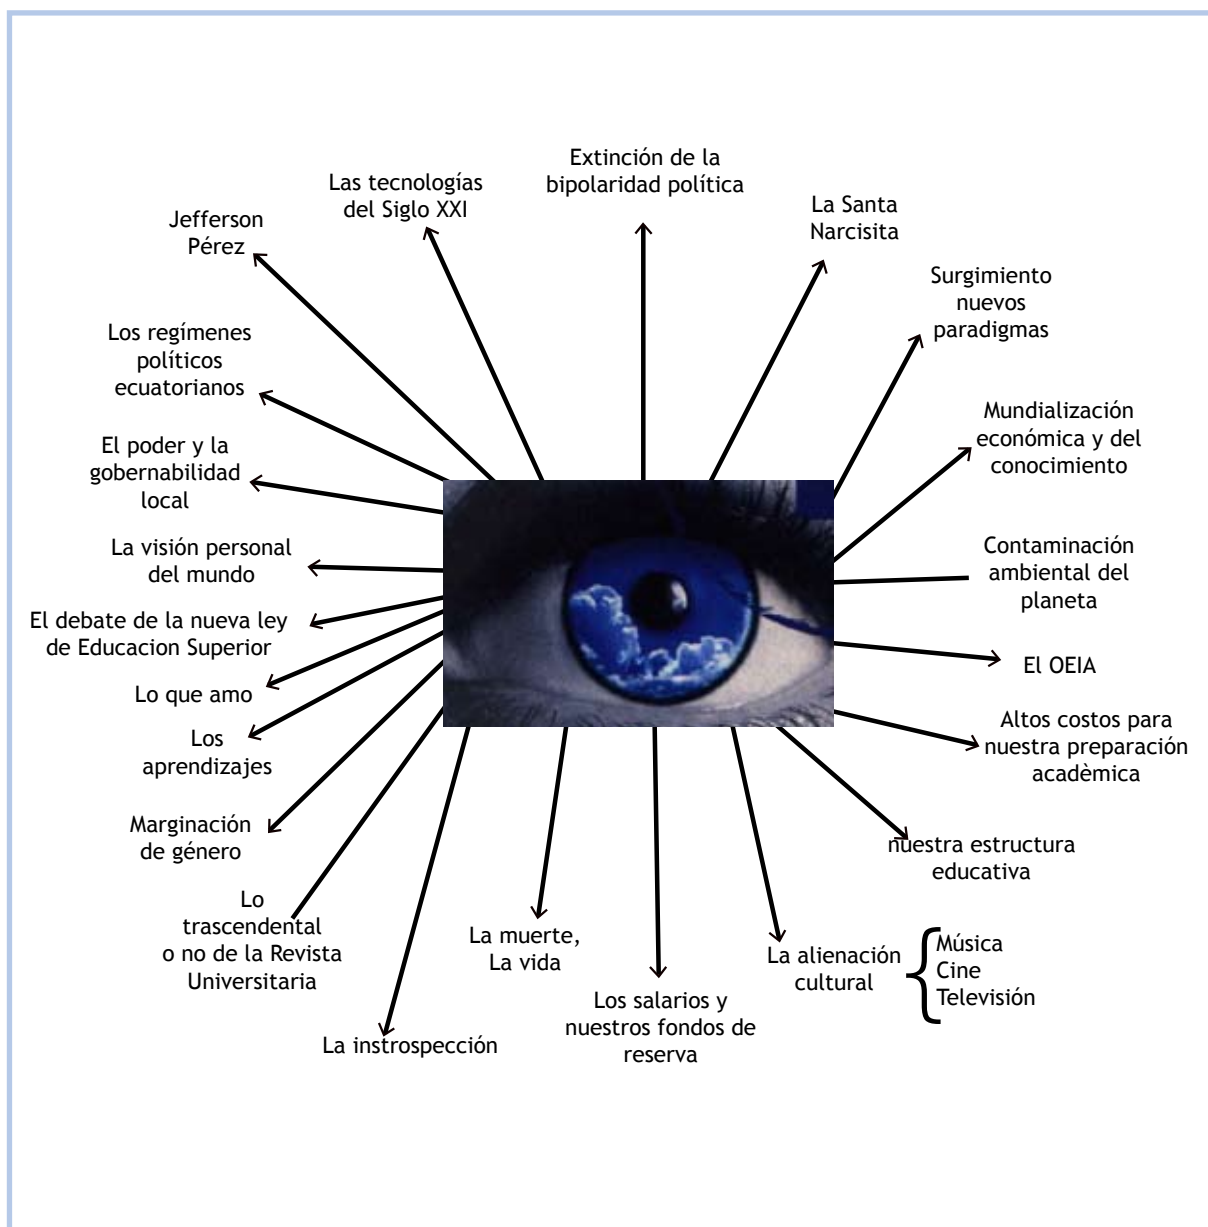 Extinción de la
bipolaridad política
Las tecnologías
del Siglo XXI
La Santa
Narcisita
Jefferson
Pérez
Surgimiento
nuevos
paradigmas
Los regímenes
políticos
ecuatorianos
Mundialización
económica y del
conocimiento
El poder y la
gobernabilidad
local
Contaminación
ambiental del
planeta
La visión personal
del mundo
El debate de la nueva ley
de Educacion Superior
El OEIA
Lo que amo
Altos costos para
nuestra preparación
acadèmica
Los
aprendizajes
Marginación
de género
nuestra estructura
educativa
Lo
trascendental
o no de la Revista
Universitaria
La muerte,
La vida
La alienación
cultural
Música
Cine
Televisión
Los salarios y
nuestros fondos de
reserva
La instrospección